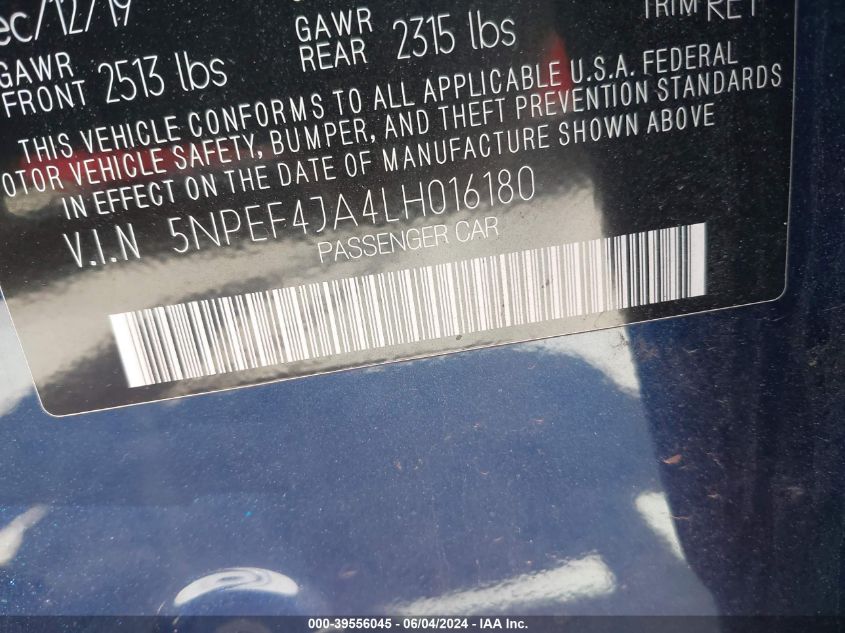 ec/12/19
GAWR FRONT 2513 lbs
GAWR REAR 2315 lbs
TRIM
THIS VEHICLE CONFORMS TO ALL APPLICABLE U.S.A. FEDERAL
OTOR VEHICLE SAFETY, BUMPER, AND THEFT PREVENTION STANDARDS
IN EFFECT ON THE DATE OF MANUFACTURE SHOWN ABOVE
V.I.N 5NPEF4JA4LH016180
PASSENGER CAR
000-39556045 - 06/04/2024 - IAA Inc.